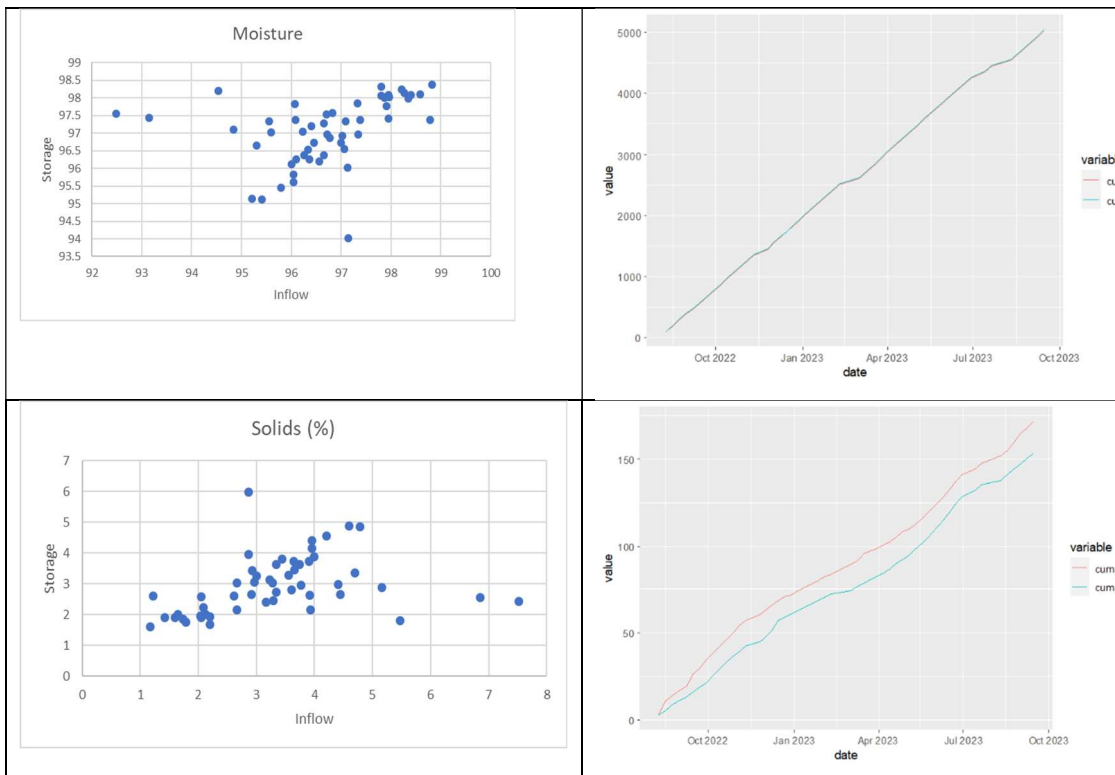 Moisture
99
98.5
98
97.5
97
96.5
96
95.5
95
94.5
94
93.5
Storage
92 93 94 95 96 97 98 99 100
Inflow
5000
4000
3000
2000
1000
0
value
Oct 2022 Jan 2023 Apr 2023 Jul 2023 Oct 2023
date
variab
cu
cu
Solids (%)
7
6
5
4
3
2
1
0
Storage
0 1 2 3 4 5 6 7 8
Inflow
150
100
50
0
value
Oct 2022 Jan 2023 Apr 2023 Jul 2023 Oct 2023
date
variable
cum
cum